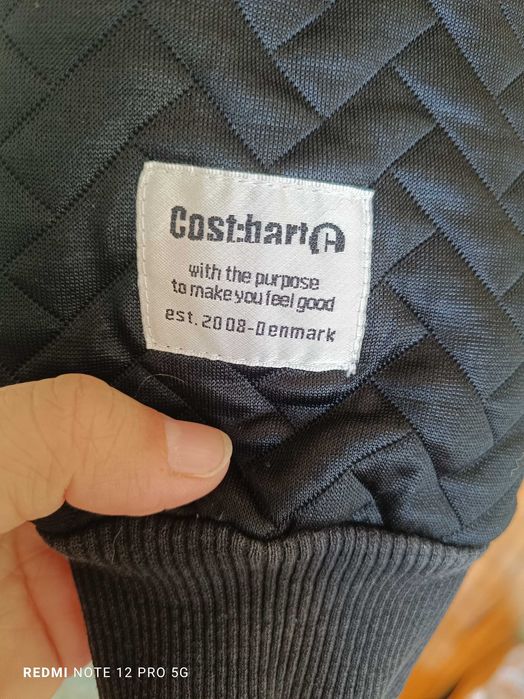 Cost:bart
with the purpose
to make you feel good
est. 2008-Denmark
REDMI NOTE 12 PRO 5G